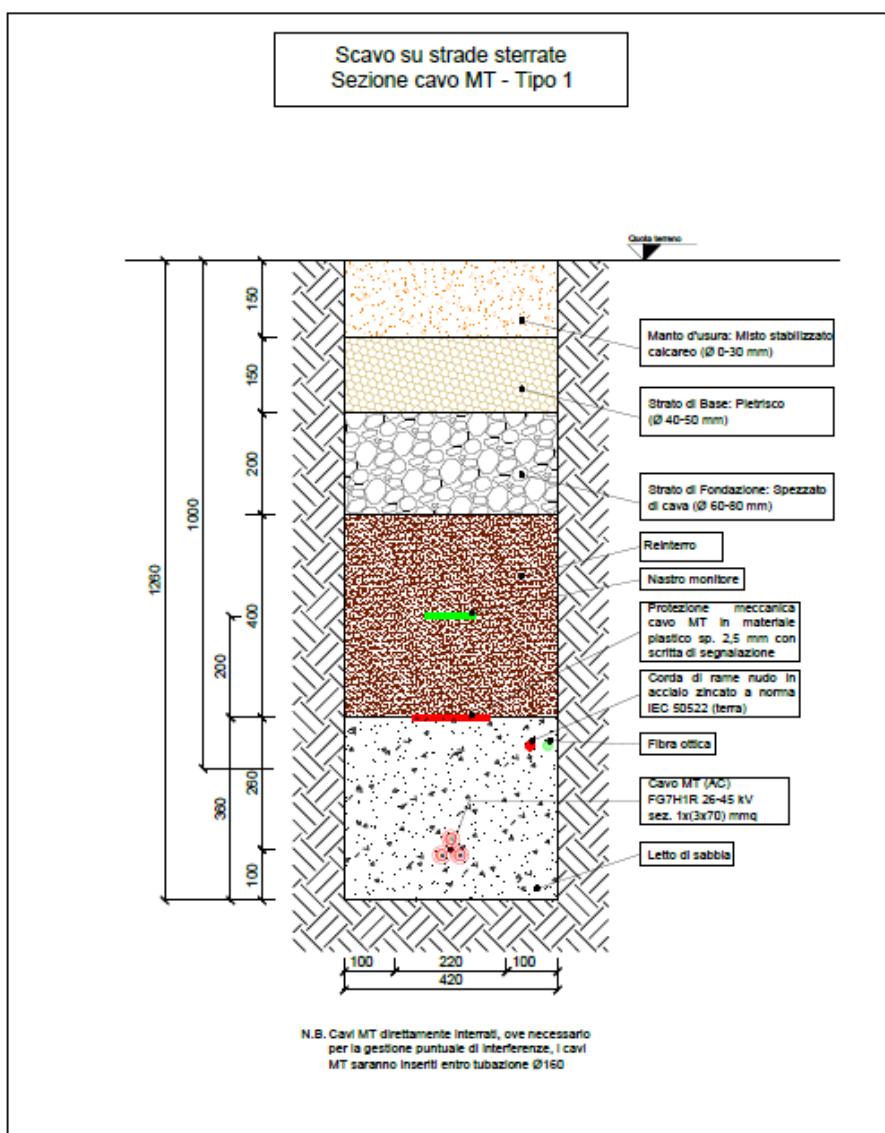 Scavo su strade sterrate
Sezione cavo MT - Tipo 1
Quota terreno
150
150
200
1000
1260
400
200
260
360
100
Manto d'usura: Misto stabilizzato
calcareo (Ø 0-30 mm)
Strato di Base: Pietrisco
(Ø 40-50 mm)
Strato di Fondazione: Spezzato
di cava (Ø 60-80 mm)
Reinterro
Nastro monitore
Protezione meccanica
cavo MT in materiale
plastico sp. 2,5 mm con
scritta di segnalazione
Corda di rame nudo in
acciaio zincato a norma
IEC 50522 (terra)
Fibra ottica
Cavo MT (AC)
FG7H1R 26-45 kV
sez. 1x(3x70) mmq
Letto di sabbia
100 220 100
420
N.B. Cavi MT direttamente interrati, ove necessario
per la gestione puntuale di interferenze, i cavi
MT saranno inseriti entro tubazione Ø160